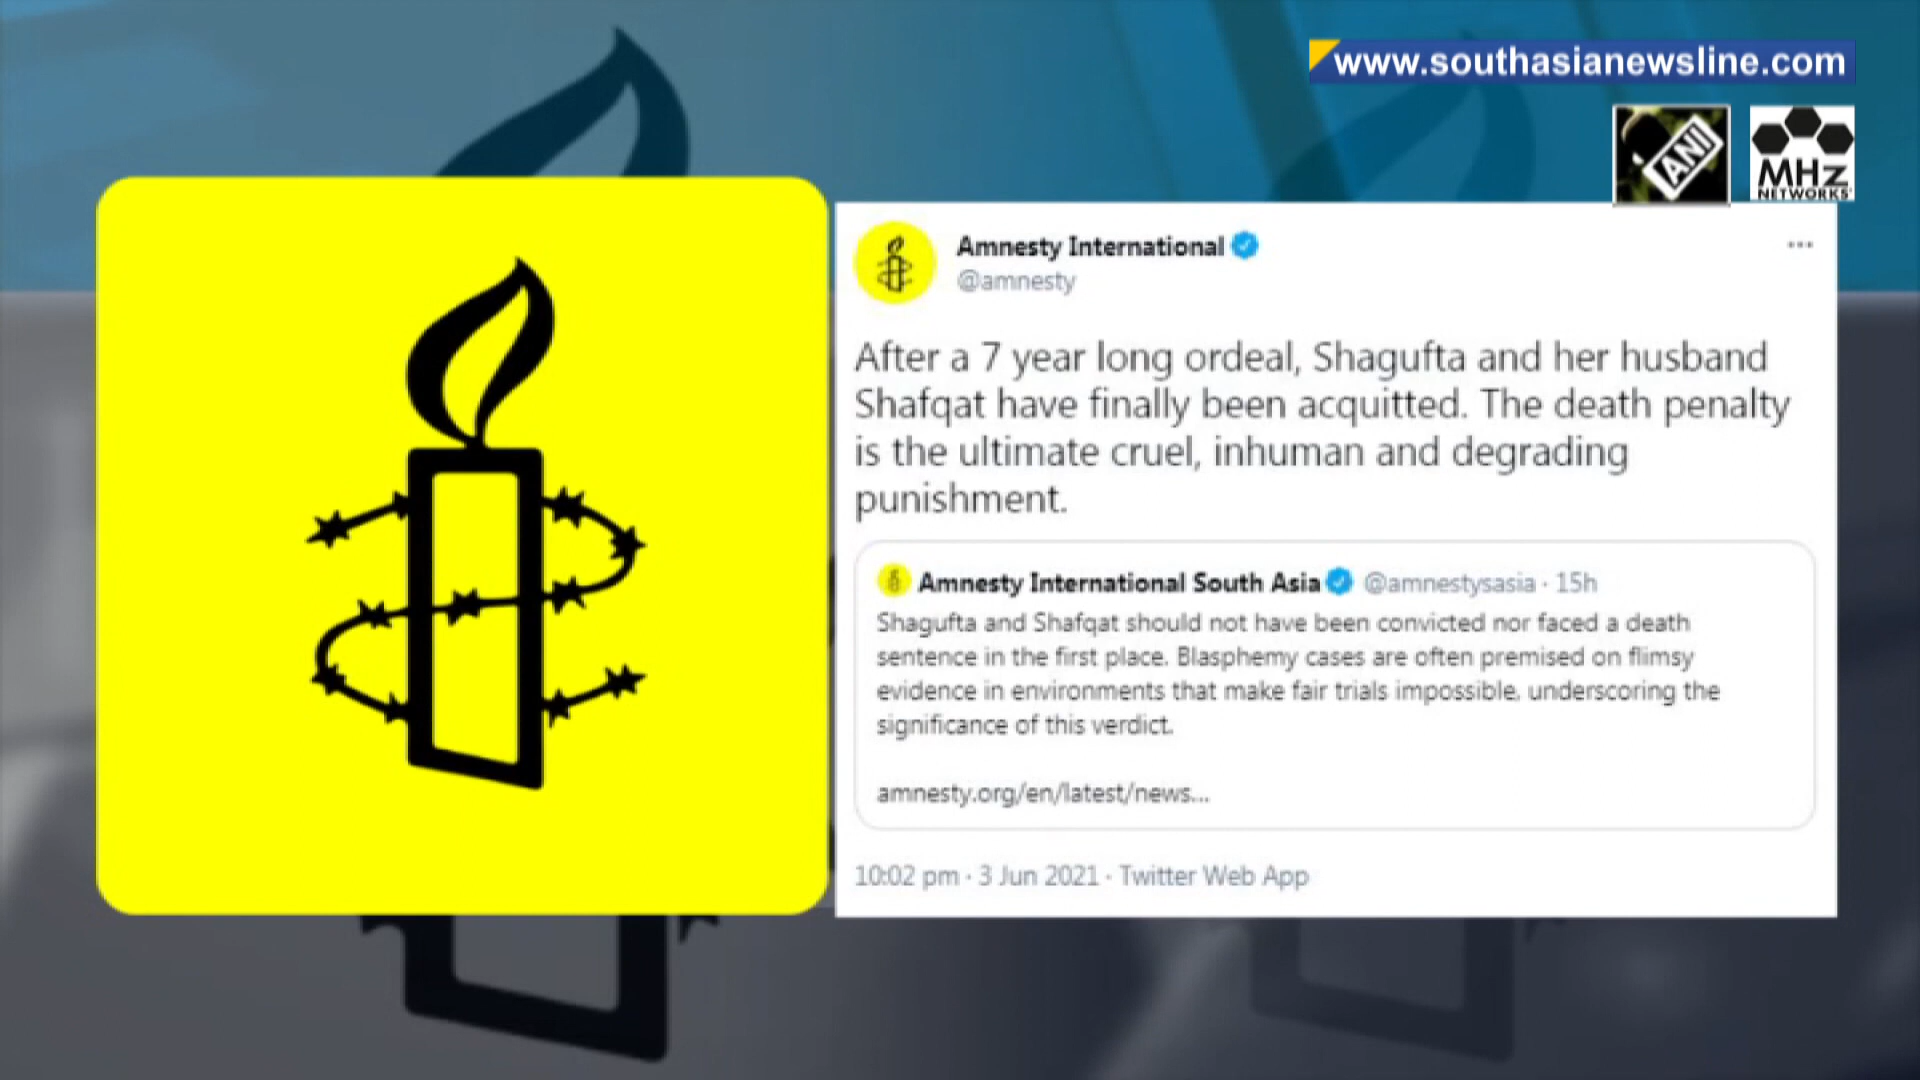 www.southasianewsline.com
ANI
MHz
NETWORKS
Amnesty International
@amnesty
After a 7 year long ordeal, Shagufta and her husband
Shafqat have finally been acquitted. The death penalty
is the ultimate cruel, inhuman and degrading
punishment.
Amnesty International South Asia @amnestysasia · 15h
Shagufta and Shafqat should not have been convicted nor faced a death
sentence in the first place. Blasphemy cases are often premised on flimsy
evidence in environments that make fair trials impossible, underscoring the
significance of this verdict.
amnesty.org/en/latest/news...
10:02 pm · 3 Jun 2021 · Twitter Web App